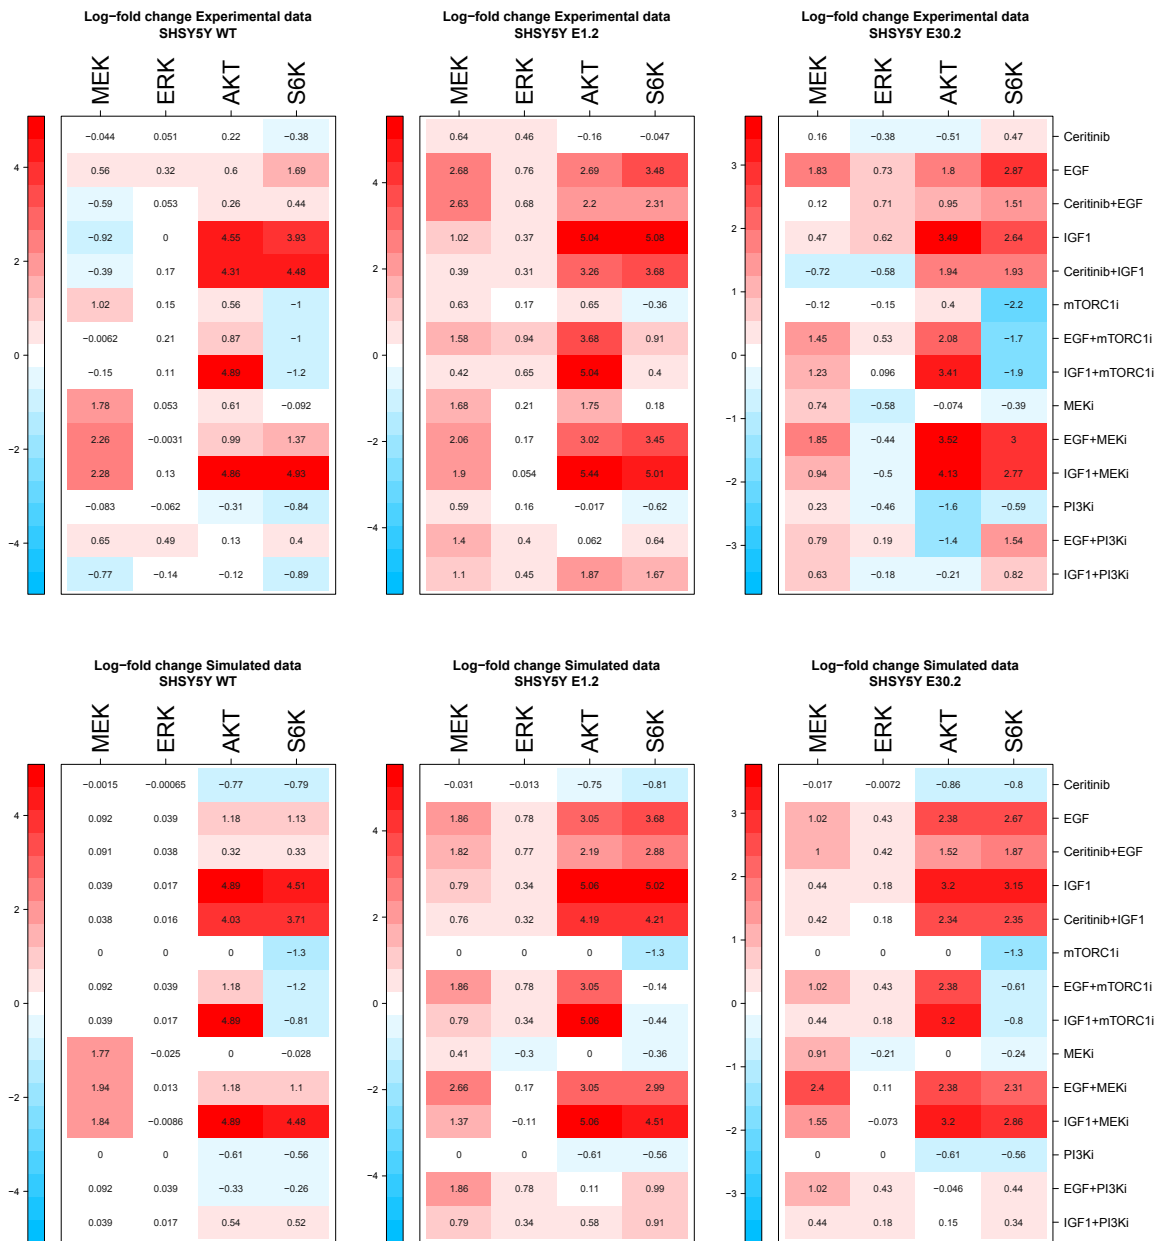 Log−fold change Experimental data
SHSY5Y WT
Log−fold change Experimental data
SHSY5Y E1.2
Log−fold change Experimental data
SHSY5Y E30.2
MEK ERK AKT S6K MEK ERK AKT S6K MEK ERK AKT S6K
−0.044 0.051 0.22 −0.38 0.64 0.46 −0.16 −0.047 0.16 −0.38 −0.51 0.47 Ceritinib
0.56 0.32 0.6 1.69 2.68 0.76 2.69 3.48 1.83 0.73 1.8 2.87 EGF
−0.59 0.053 0.26 0.44 2.63 0.68 2.2 2.31 0.12 0.71 0.95 1.51 Ceritinib+EGF
−0.92 0 4.55 3.93 1.02 0.37 5.04 5.08 0.47 0.62 3.49 2.64 IGF1
−0.39 0.17 4.31 4.48 0.39 0.31 3.26 3.68 −0.72 −0.58 1.94 1.93 Ceritinib+IGF1
1.02 0.15 0.56 −1 0.63 0.17 0.65 −0.36 −0.12 −0.15 0.4 −2.2 mTORC1i
−0.0062 0.21 0.87 −1 1.58 0.94 3.68 0.91 1.45 0.53 2.08 −1.7 EGF+mTORC1i
−0.15 0.11 4.89 −1.2 0.42 0.65 5.04 0.4 1.23 0.096 3.41 −1.9 IGF1+mTORC1i
1.78 0.053 0.61 −0.092 1.68 0.21 1.75 0.18 0.74 −0.58 −0.074 −0.39 MEKi
2.26 −0.0031 0.99 1.37 2.06 0.17 3.02 3.45 1.85 −0.44 3.52 3 EGF+MEKi
2.28 0.13 4.66 4.93 1.9 0.054 5.44 5.01 0.94 −0.5 4.13 2.77 IGF1+MEKi
−0.083 −0.062 −0.31 −0.84 0.59 0.16 −0.017 −0.62 0.23 −0.46 −1.6 −0.59 PI3Ki
0.65 0.49 0.13 0.4 1.4 0.4 0.062 0.64 0.79 0.19 −1.4 1.54 EGF+PI3Ki
−0.77 −0.14 −0.12 −0.89 1.1 0.45 1.87 1.67 0.63 −0.18 −0.21 0.82 IGF1+PI3Ki
4
2
0
−2
−4
4
2
0
−2
−4
3
2
1
0
−1
−2
−3
Log−fold change Simulated data
SHSY5Y WT
Log−fold change Simulated data
SHSY5Y E1.2
Log−fold change Simulated data
SHSY5Y E30.2
MEK ERK AKT S6K MEK ERK AKT S6K MEK ERK AKT S6K
−0.0015 −0.00065 −0.77 −0.79 −0.031 −0.013 −0.75 −0.81 −0.017 −0.0072 −0.86 −0.8 Ceritinib
0.092 0.039 1.18 1.13 1.86 0.78 3.05 3.68 1.02 0.43 2.38 2.67 EGF
0.091 0.038 0.32 0.33 1.82 0.77 2.19 2.88 1 0.42 1.52 1.87 Ceritinib+EGF
0.039 0.017 4.69 4.51 0.79 0.34 5.06 5.02 0.44 0.18 3.2 3.15 IGF1
0.038 0.016 4.03 3.71 0.76 0.32 4.19 4.21 0.42 0.18 2.34 2.35 Ceritinib+IGF1
0 0 0 −1.3 0 0 0 −1.3 0 0 0 −1.3 mTORC1i
0.092 0.039 1.18 −1.2 1.86 0.78 3.05 −0.14 1.02 0.43 2.38 −0.61 EGF+mTORC1i
0.039 0.017 4.89 −0.81 0.79 0.34 5.06 −0.44 0.44 0.18 3.2 −0.8 IGF1+mTORC1i
1.77 −0.025 0 −0.028 0.41 −0.3 0 −0.36 0.91 −0.21 0 −0.24 MEKi
1.94 0.013 1.18 1.1 2.66 0.17 3.05 2.99 2.4 0.11 2.38 2.31 EGF+MEKi
1.84 −0.0086 4.69 4.48 1.37 −0.11 5.06 4.51 1.55 −0.073 3.2 2.86 IGF1+MEKi
0 0 −0.61 −0.56 0 0 −0.61 −0.56 0 0 −0.61 −0.56 PI3Ki
0.092 0.039 −0.33 −0.26 1.86 0.78 0.11 0.99 1.02 0.43 −0.046 0.44 EGF+PI3Ki
0.039 0.017 0.54 0.52 0.79 0.34 0.58 0.91 0.44 0.18 0.15 0.34 IGF1+PI3Ki
4
2
0
−2
−4
4
2
0
−2
−4
3
2
1
0
−1
−2
−3